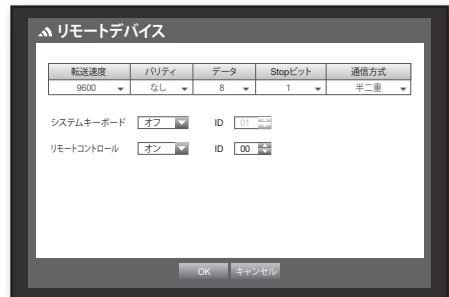 リモートデバイス
転送速度 パリティ データ Stopビット 通信方式
9600 なし 8 1 半二重
システムキーボード オフ ID 01
リモートコントロール オン ID 00
OK キャンセル